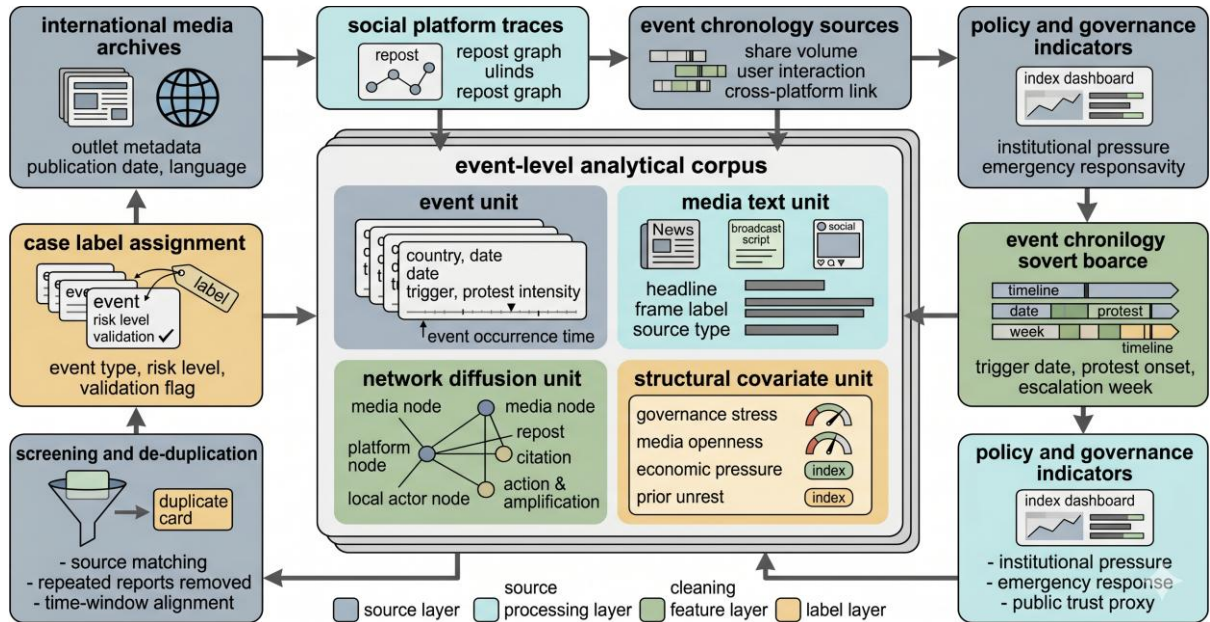 international media
archives
outlet metadata
publication date, language
social platform traces
repost
repost graph
ulinds
repost graph
event chronology sources
share volume
user interaction
cross-platform link
policy and governance
indicators
index dashboard
institutional pressure
emergency responsavity
case label assignment
event
risk level
validation ✓
label
event type, risk level,
validation flag
event-level analytical corpus
event unit
country, date
date
trigger, protest intensity
event occurrence time
media text unit
News
broadcast
script
social
headline
frame label
source type
network diffusion unit
media node
media node
platform
node
repost
citation
local actor node
action &
amplification
structural covariate unit
governance stress
media openness
economic pressure
index
prior unrest
index
event chronilogy
sovert boarce
timeline
date
protest
week
timeline
trigger date, protest onset,
escalation week
screening and de-duplication
duplicate
card
- source matching
- repeated reports removed
- time-window alignment
policy and governance
indicators
index dashboard
- institutional pressure
- emergency response
- public trust proxy
source
cleaning
source layer
processing layer
feature layer
label layer